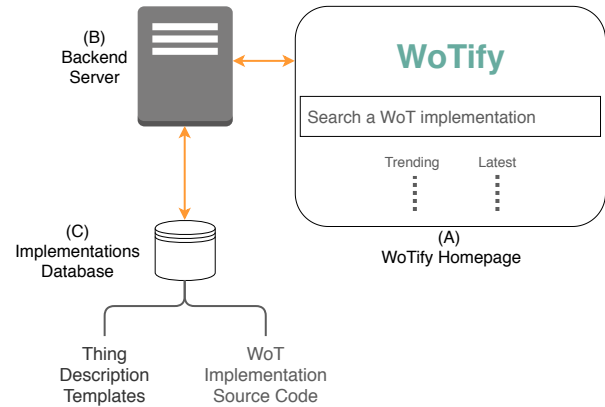 (B)
Backend
Server
WoTify
Search a WoT implementation
Trending
Latest
(A)
WoTify Homepage
(C)
Implementations
Database
Thing
Description
Templates
WoT
Implementation
Source Code